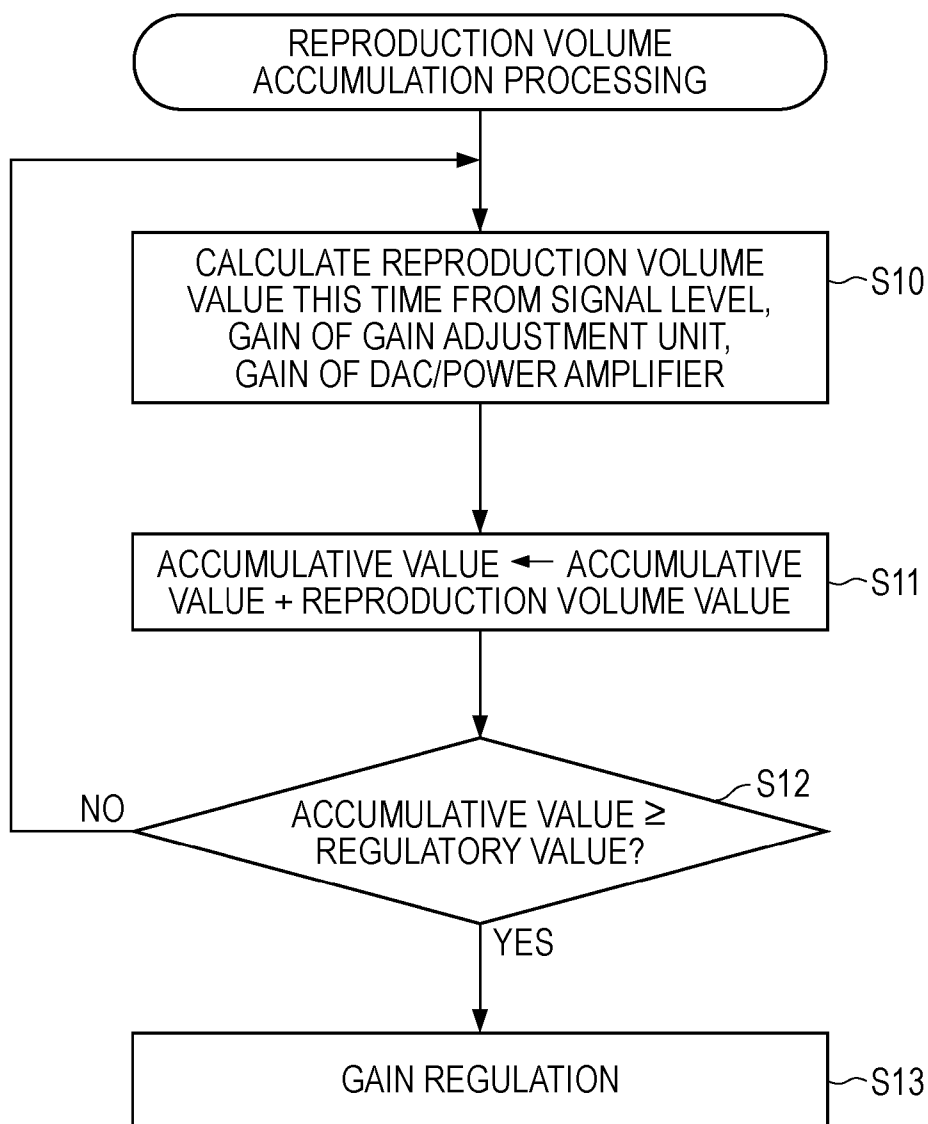 REPRODUCTION VOLUME
ACCUMULATION PROCESSING
CALCULATE REPRODUCTION VOLUME
VALUE THIS TIME FROM SIGNAL LEVEL,
GAIN OF GAIN ADJUSTMENT UNIT,
GAIN OF DAC/POWER AMPLIFIER
S10
ACCUMULATIVE VALUE ← ACCUMULATIVE
VALUE + REPRODUCTION VOLUME VALUE
S11
S12
NO
ACCUMULATIVE VALUE ≥
REGULATORY VALUE?
YES
GAIN REGULATION
S13